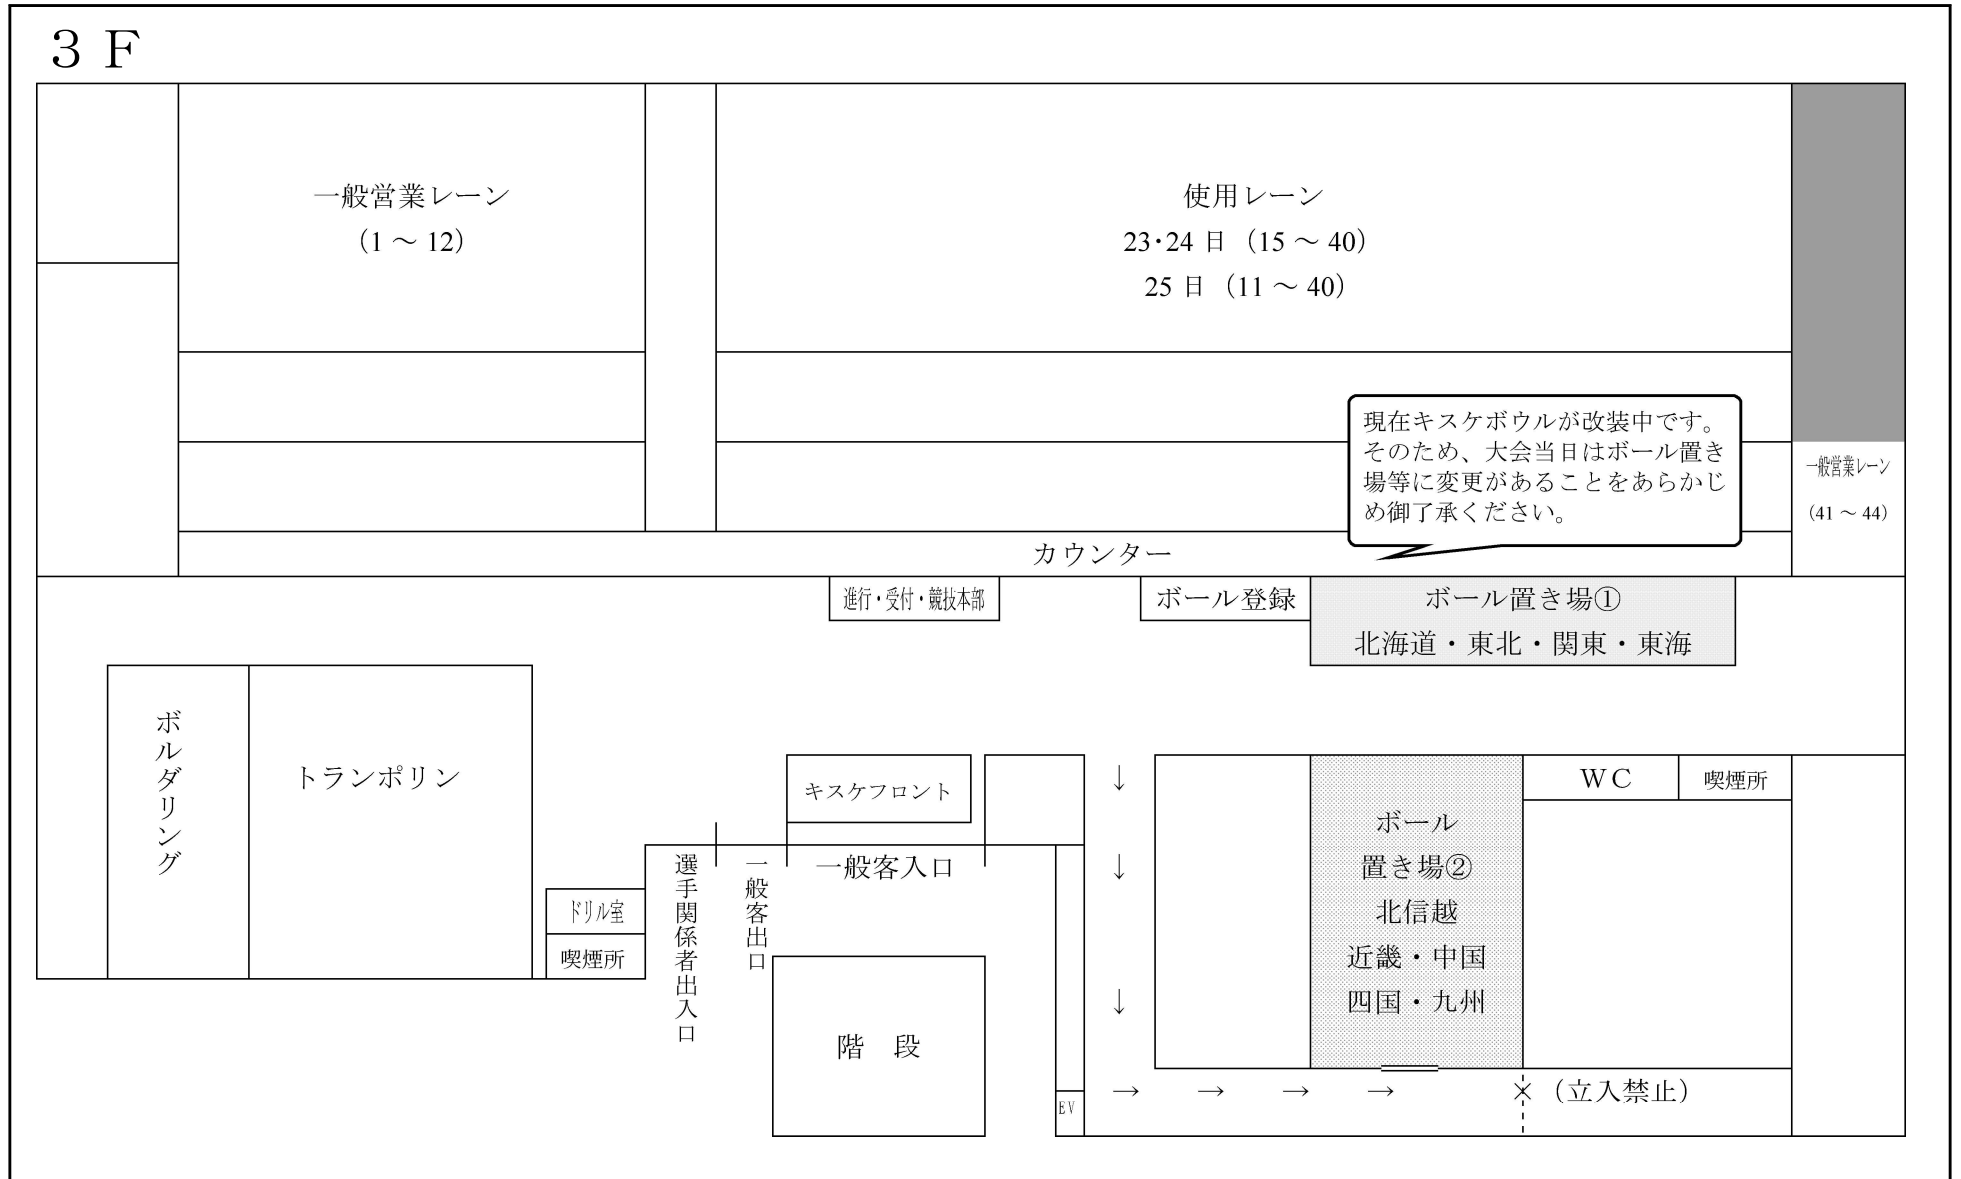 ３Ｆ
一般営業レーン
（1 ～ 12）
使用レーン
23・24 日（15 ～ 40）
25 日（11 ～ 40）
現在キスケボウルが改装中です。
そのため、大会当日はボール置き
場等に変更があることをあらかじ
め御了承ください。
一般営業レーン
（41 ～ 44）
カウンター
進行・受付・競技本部
ボール登録
ボール置き場①
北海道・東北・関東・東海
ボルダリング
トランポリン
キスケフロント
↓
ＷＣ
喫煙所
ボール
置き場②
北信越
近畿・中国
四国・九州
選手関係者出入口
一般客出口
一般客入口
↓
ドリル室
喫煙所
階　段
↓
EV
→ → → →
×（立入禁止）